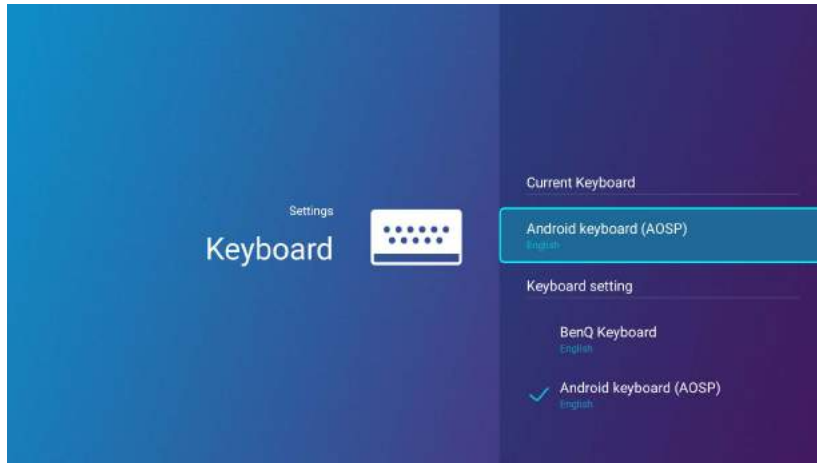 Settings
Keyboard
Current Keyboard
Android keyboard (AOSP)
English
Keyboard setting
BenQ Keyboard
English
Android keyboard (AOSP)
English